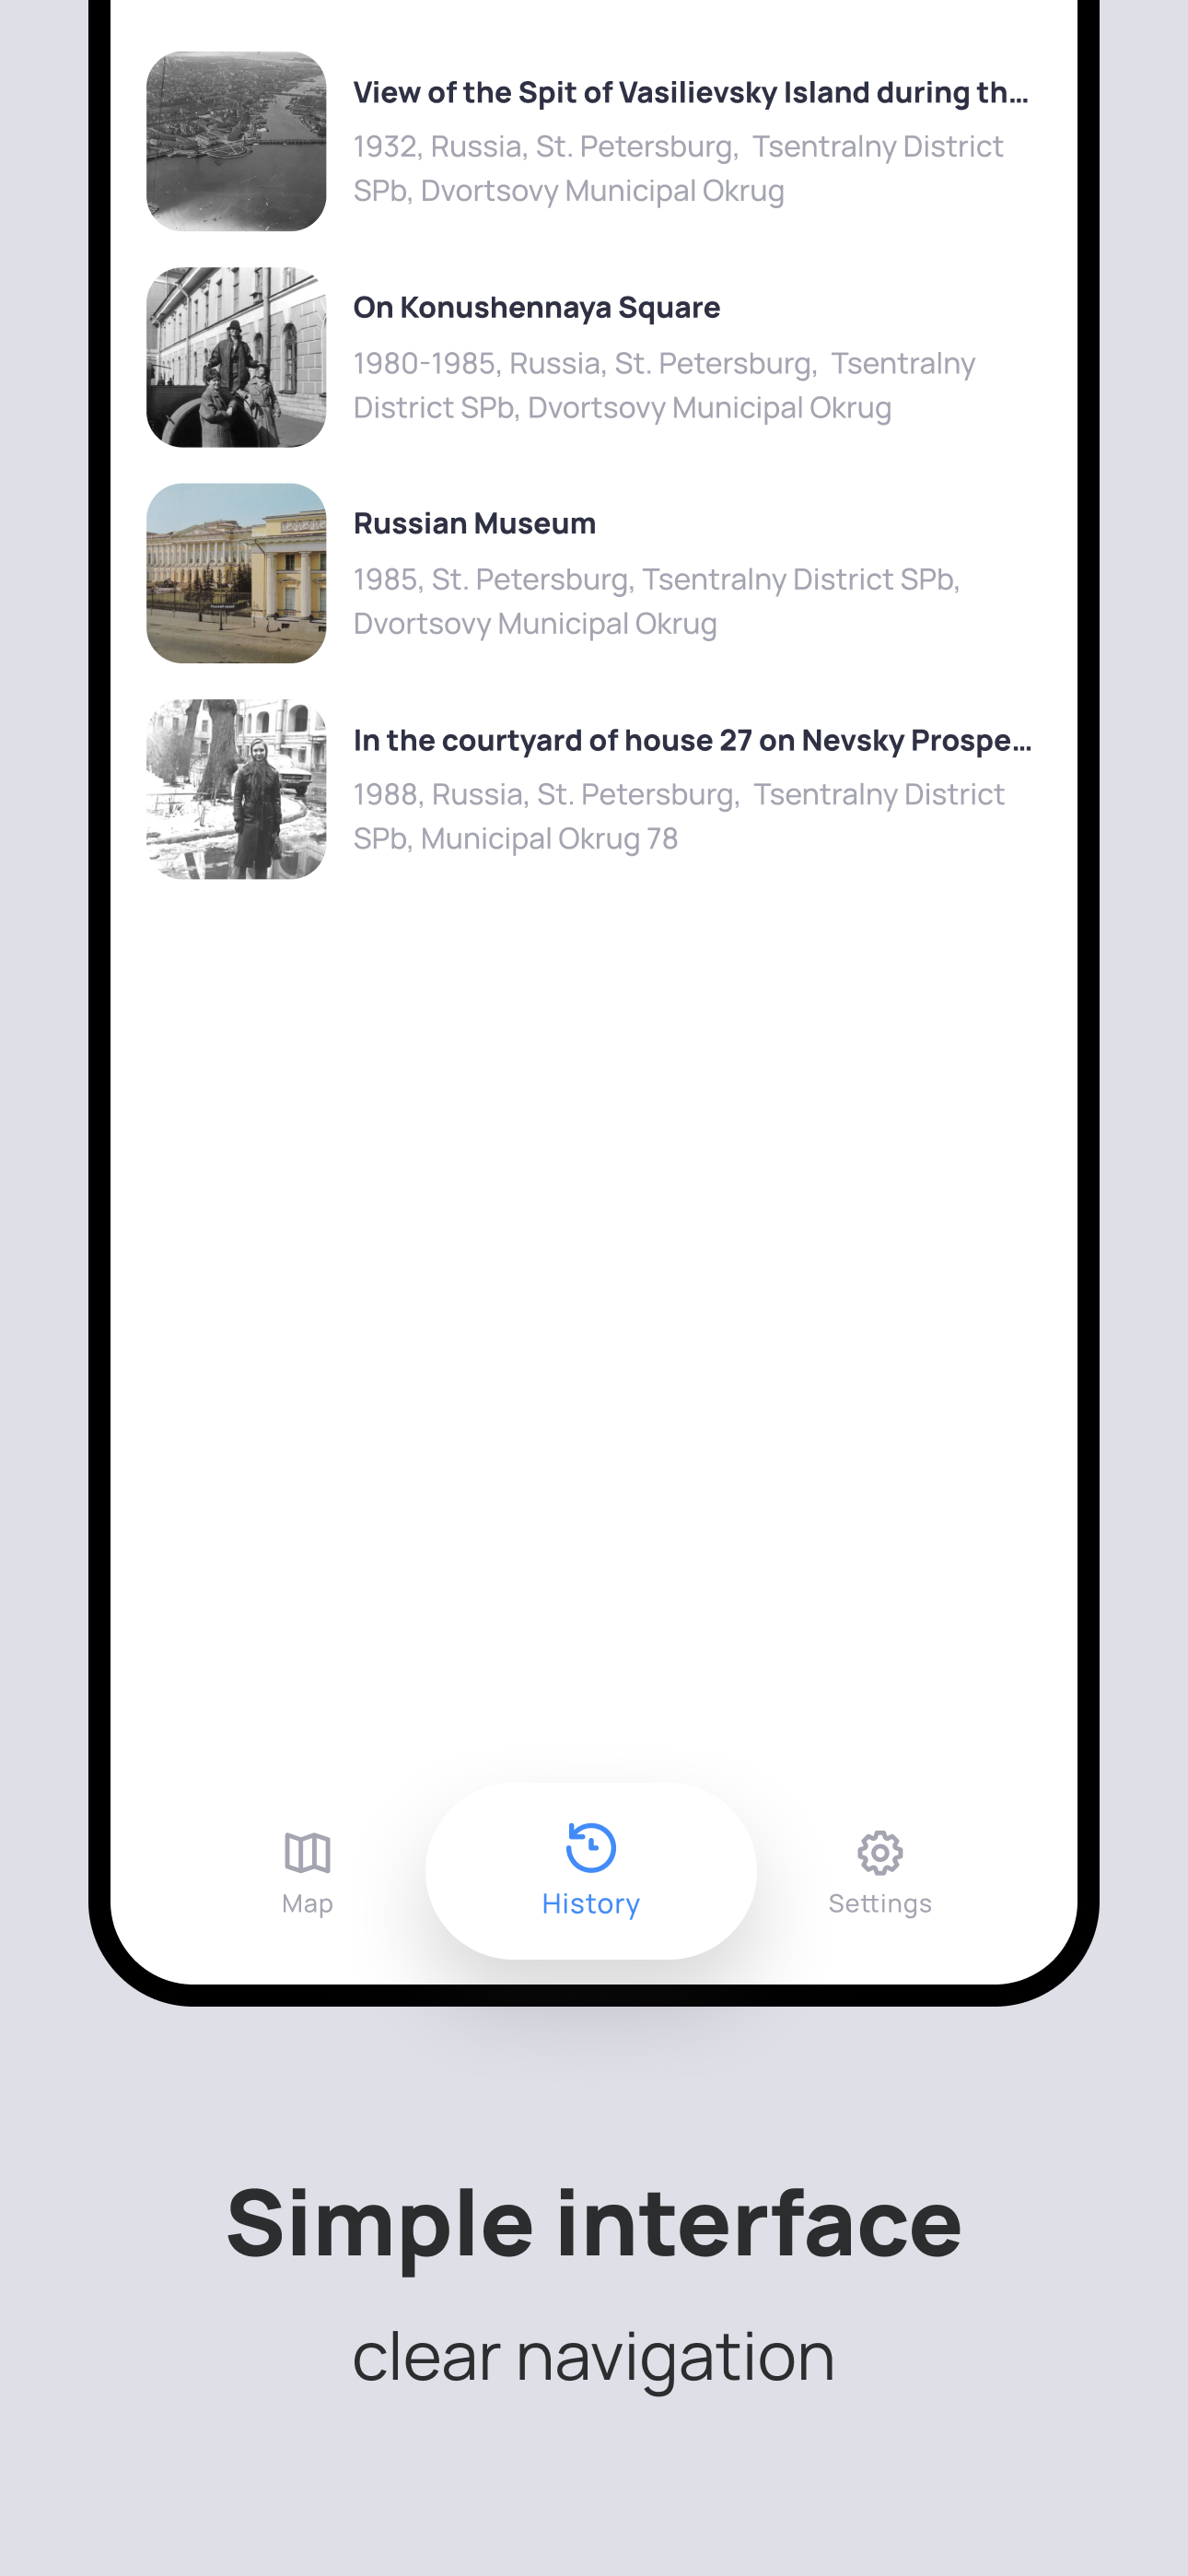 View of the Spit of Vasilievsky Island during th...
1932, Russia, St. Petersburg, Tsentralny District
SPb, Dvortsovy Municipal Okrug
On Konushennaya Square
1980-1985, Russia, St. Petersburg, Tsentralny
District SPb, Dvortsovy Municipal Okrug
Russian Museum
1985, St. Petersburg, Tsentralny District SPb,
Dvortsovy Municipal Okrug
In the courtyard of house 27 on Nevsky Prospe...
1988, Russia, St. Petersburg, Tsentralny District
SPb, Municipal Okrug 78
Map
History
Settings
Simple interface
clear navigation